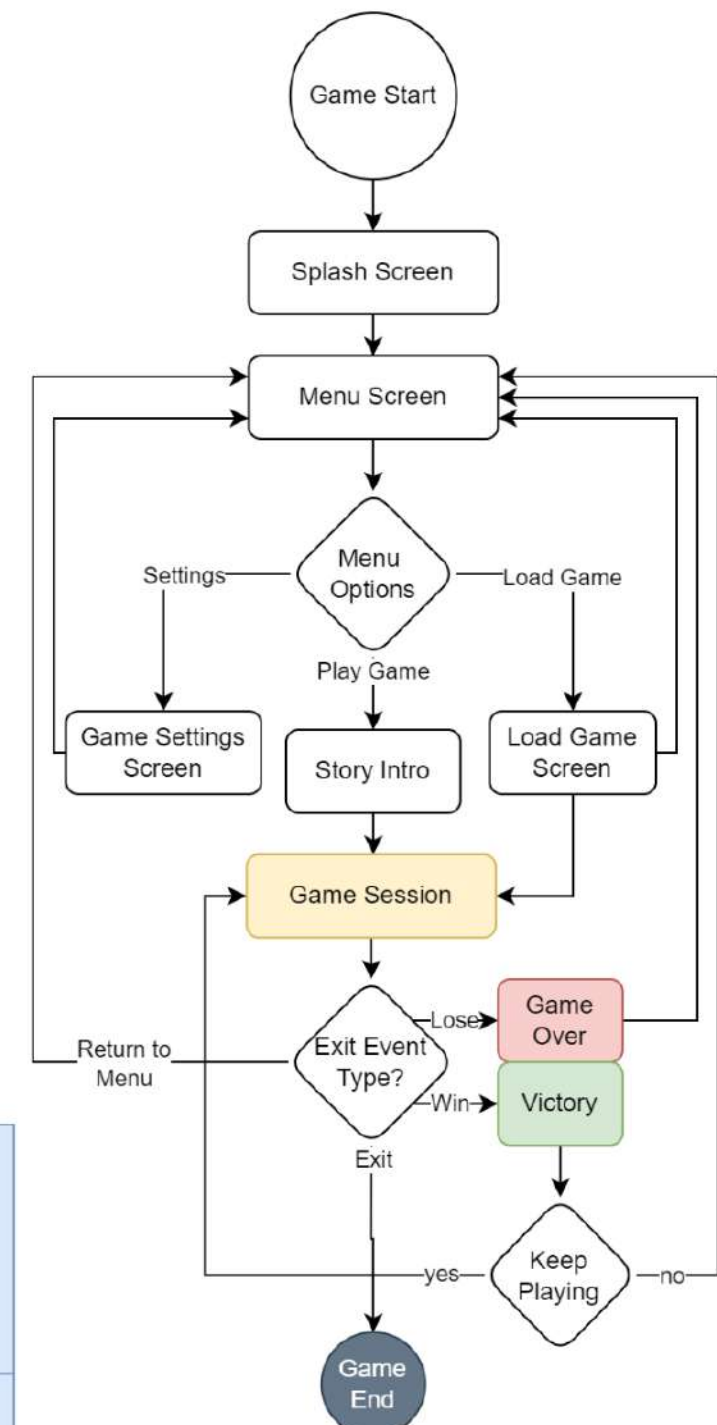 Game Start
Splash Screen
Menu Screen
Menu
Options
Settings
Load Game
Play Game
Game Settings
Screen
Story Intro
Load Game
Screen
Game Session
Exit Event
Type?
Lose
Game
Over
Return to
Menu
Win
Victory
Exit
Keep
Playing
yes
no
Game
End